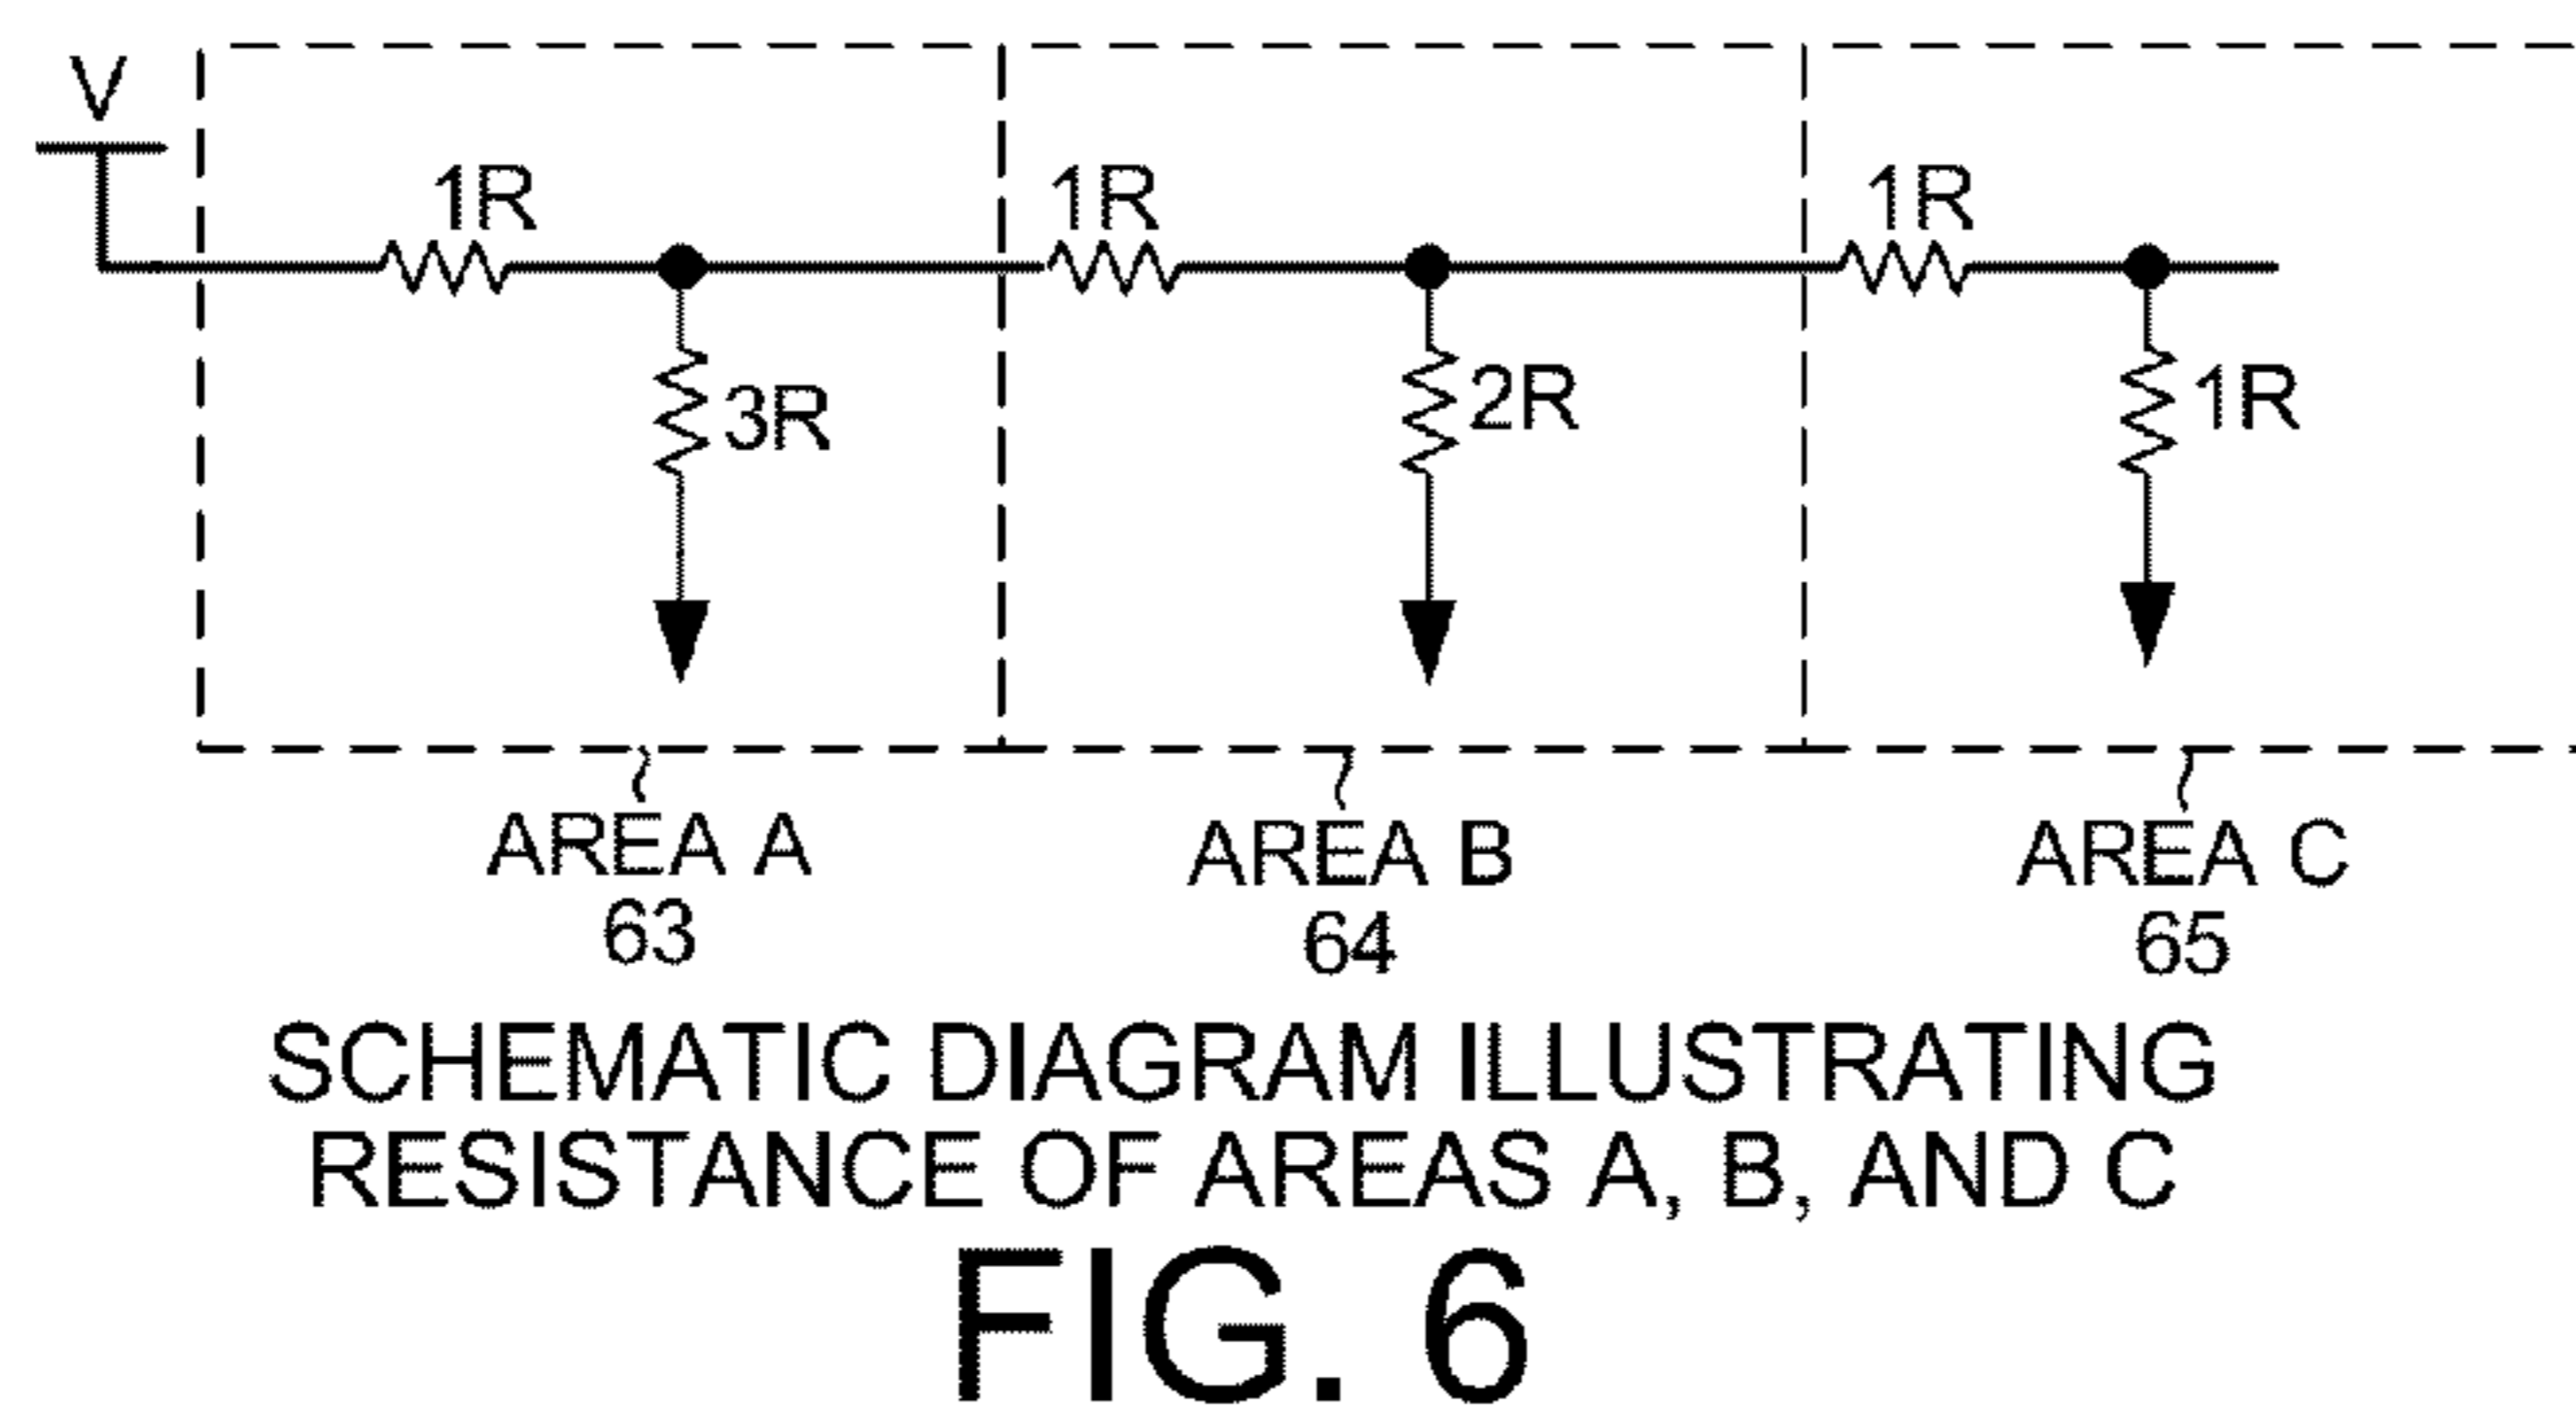 V
1R
1R
1R
3R
2R
1R
AREA A
63
AREA B
64
AREA C
65
SCHEMATIC DIAGRAM ILLUSTRATING
RESISTANCE OF AREAS A, B, AND C
FIG. 6